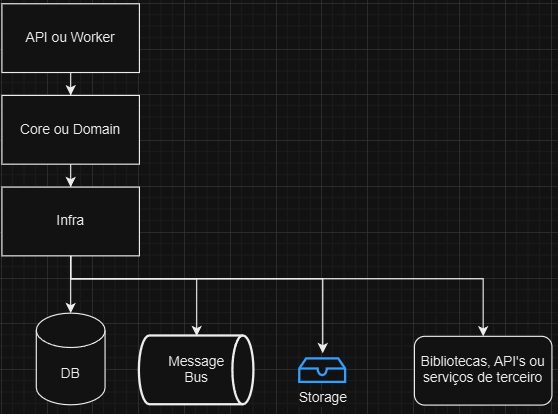 API ou Worker
Core ou Domain
Infra
DB
Message
Bus
Storage
Bibliotecas, API's ou
serviços de terceiro